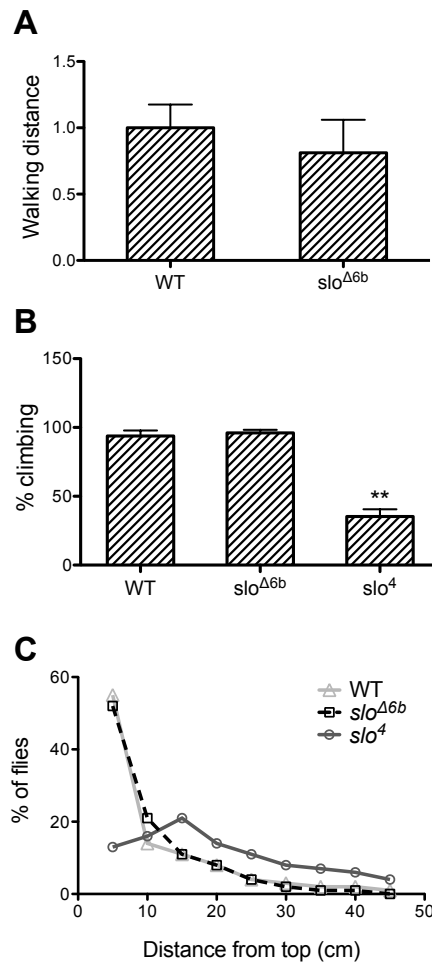 A
Walking distance
1.5
1.0
0.5
0.0
WT
slo^Δ6b
B
% climbing
150
100
50
0
**
WT
slo^Δ6b
slo^4
C
% of flies
60
40
20
0
WT
slo^Δ6b
slo^4
0
10
20
30
40
50
Distance from top (cm)